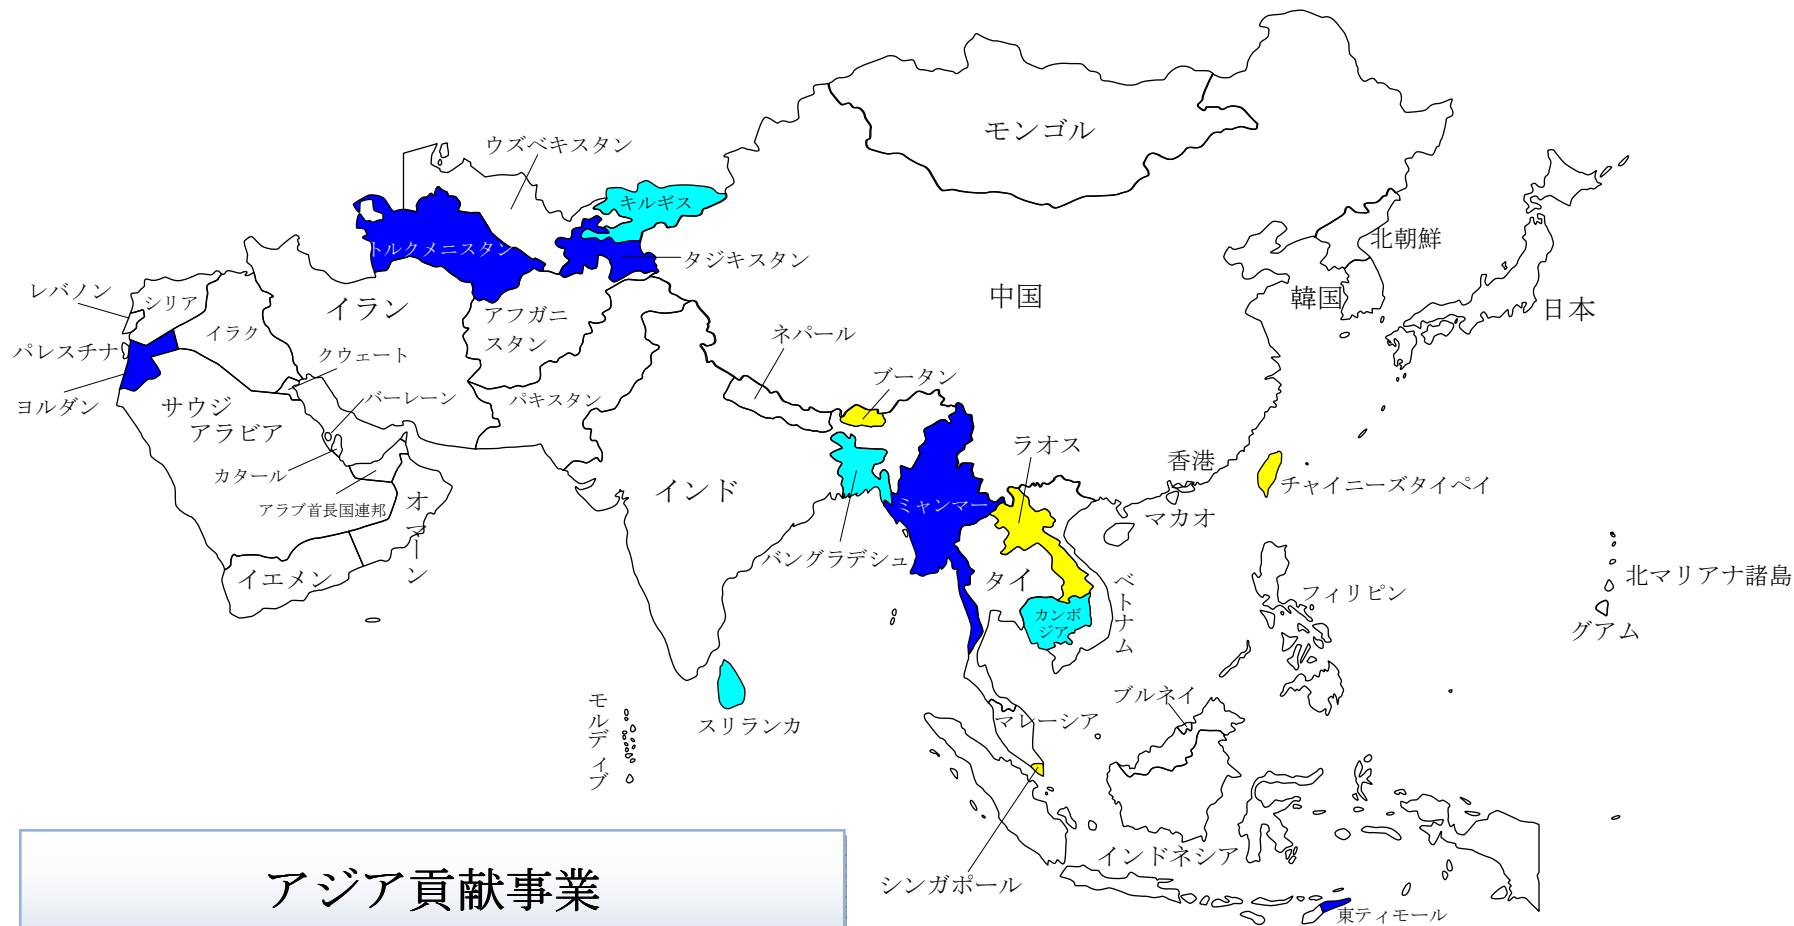 モンゴル
ウズベキスタン
キルギス
トルクメニスタン
タジキスタン
北朝鮮
韓国
日本
中国
レバノン
シリア
イラク
イラン
アフガニ
スタン
パレスチナ
ヨルダン
クウェート
ネパール
ブータン
サウジ
アラビア
バーレーン
パキスタン
カタール
アラブ首長国連邦
オマーン
イエメン
インド
ミャンマー
ラオス
香港
マカオ
チャイニーズタイペイ
バングラデシュ
タイ
ベトナム
カンボ
ジア
フィリピン
北マリアナ諸島
グアム
モルディブ
スリランカ
マレーシア
ブルネイ
シンガポール
インドネシア
東ティモール
アジア貢献事業